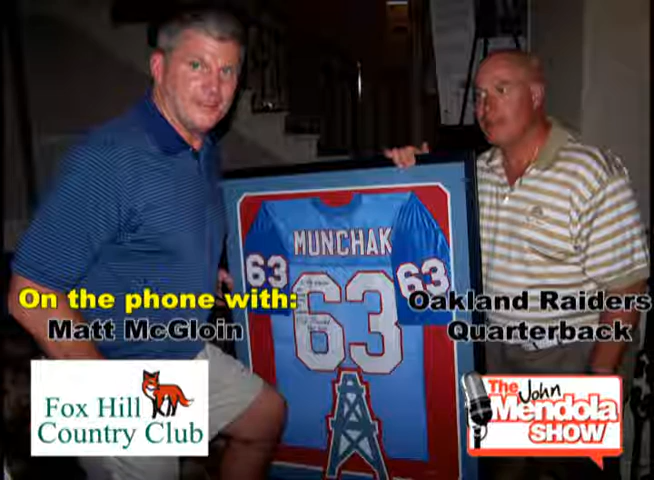 MUNCHAK
63
63
63
On the phone with:
Matt McGloin
Oakland Raiders
Quarterback
Fox Hill
Country Club
The John
Mendola
SHOW